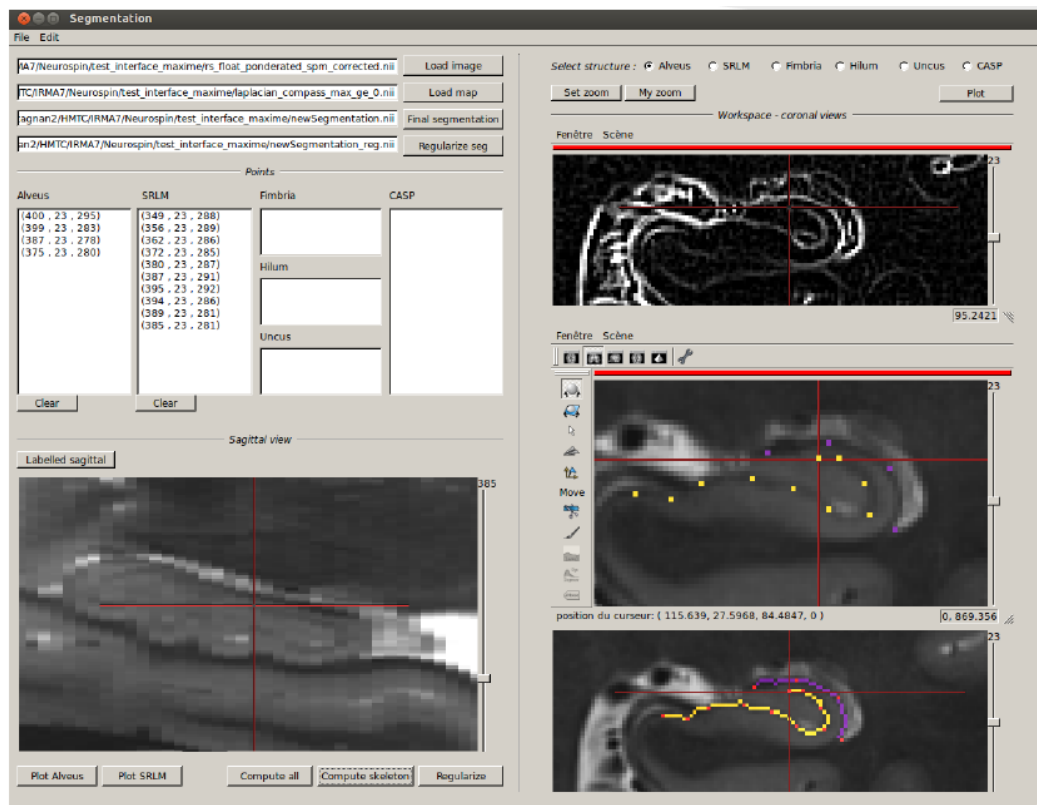 Segmentation
File Edit
MA7/Neurospin/test_interface_maxime/rs_float_ponderated_spm_corrected.nii Load image
ITC/IRMA7/Neurospin/test_interface_maxime/laplacian_compass_max_ge_0.nii Load map
agnan2/HMTC/IRMA7/Neurospin/test_interface_maxime/newSegmentation.nii Final segmentation
an2/HMTC/IRMA7/Neurospin/test_interface_maxime/newSegmentation_reg.nii Regularize seg
Points
Alveus SRLM Fimbria CASP
(400 , 23 , 295) (349 , 23 , 288)
(399 , 23 , 283) (356 , 23 , 289)
(387 , 23 , 278) (362 , 23 , 286)
(375 , 23 , 280) (372 , 23 , 285)
(380 , 23 , 287)
(387 , 23 , 291)
(395 , 23 , 292)
(394 , 23 , 286)
(389 , 23 , 281)
(385 , 23 , 281)
Hilum
Uncus
Clear Clear
Sagittal view
Labelled sagittal
385
Plot Alveus Plot SRLM Compute all Compute skeleton Regularize
Select structure : Alveus SRLM Fimbria Hilum Uncus CASP
Set zoom My zoom Plot
Workspace - coronal views
Fenêtre Scène
23
95.2421
Fenêtre Scène
23
Move
position du curseur: ( 115.639, 27.5968, 84.4847, 0 ) 0, 869.356
23